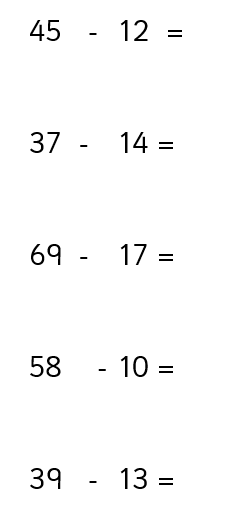 45 - 12 =
37 - 14 =
69 - 17 =
58 - 10 =
39 - 13 =